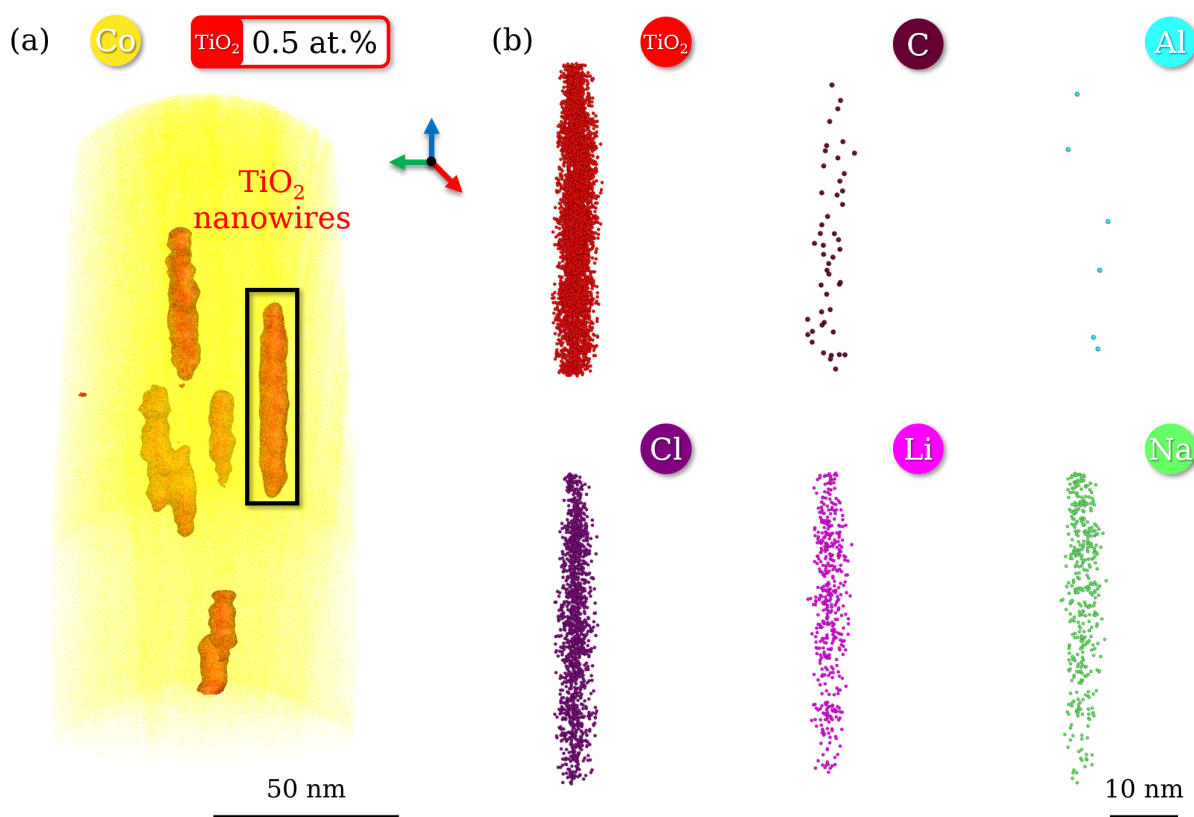 (a)
Co
TiO₂ 0.5 at.%
TiO₂
nanowires
50 nm
(b)
TiO₂
C
Al
Cl
Li
Na
10 nm